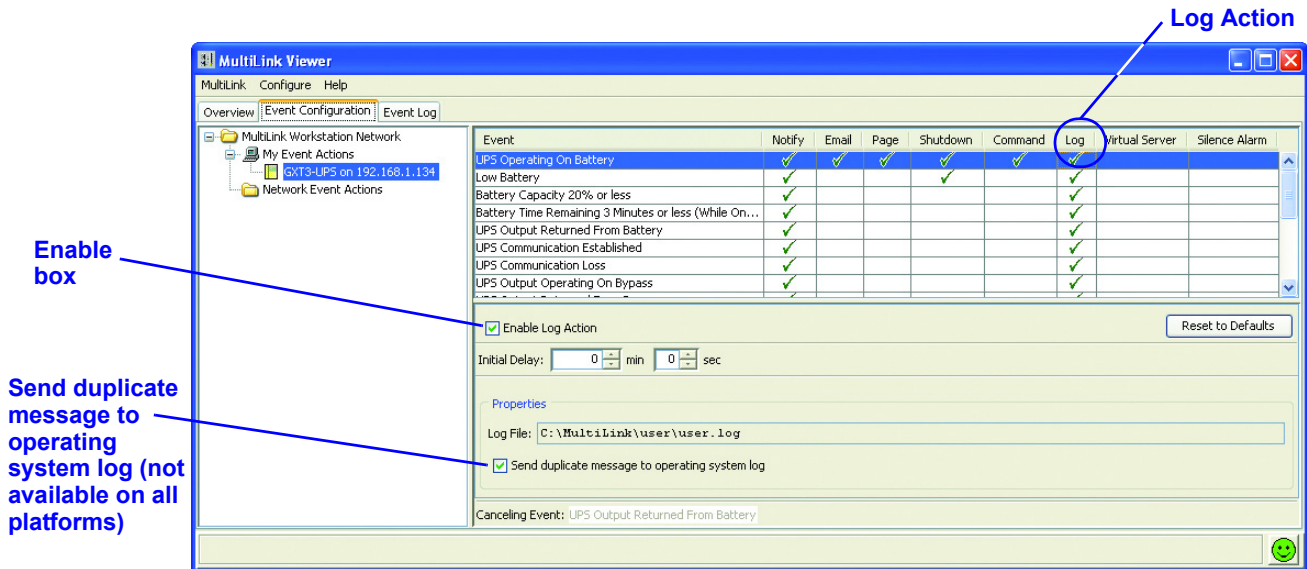 Log Action
MultiLink Viewer
MultiLink Configure Help
Overview Event Configuration Event Log
MultiLink Workstation Network
My Event Actions
GXT3-UPS on 192.168.1.134
Network Event Actions
Event Notify Email Page Shutdown Command Log Virtual Server Silence Alarm
UPS Operating On Battery
Low Battery
Battery Capacity 20% or less
Battery Time Remaining 3 Minutes or less (While On...
UPS Output Returned From Battery
UPS Communication Established
UPS Communication Loss
UPS Output Operating On Bypass
Enable
box
Enable Log Action
Reset to Defaults
Initial Delay: 0 min 0 sec
Send duplicate
message to
operating
system log (not
available on all
platforms)
Properties
Log File: C:\MultiLink\user\user.log
Send duplicate message to operating system log
Canceling Event: UPS Output Returned From Battery